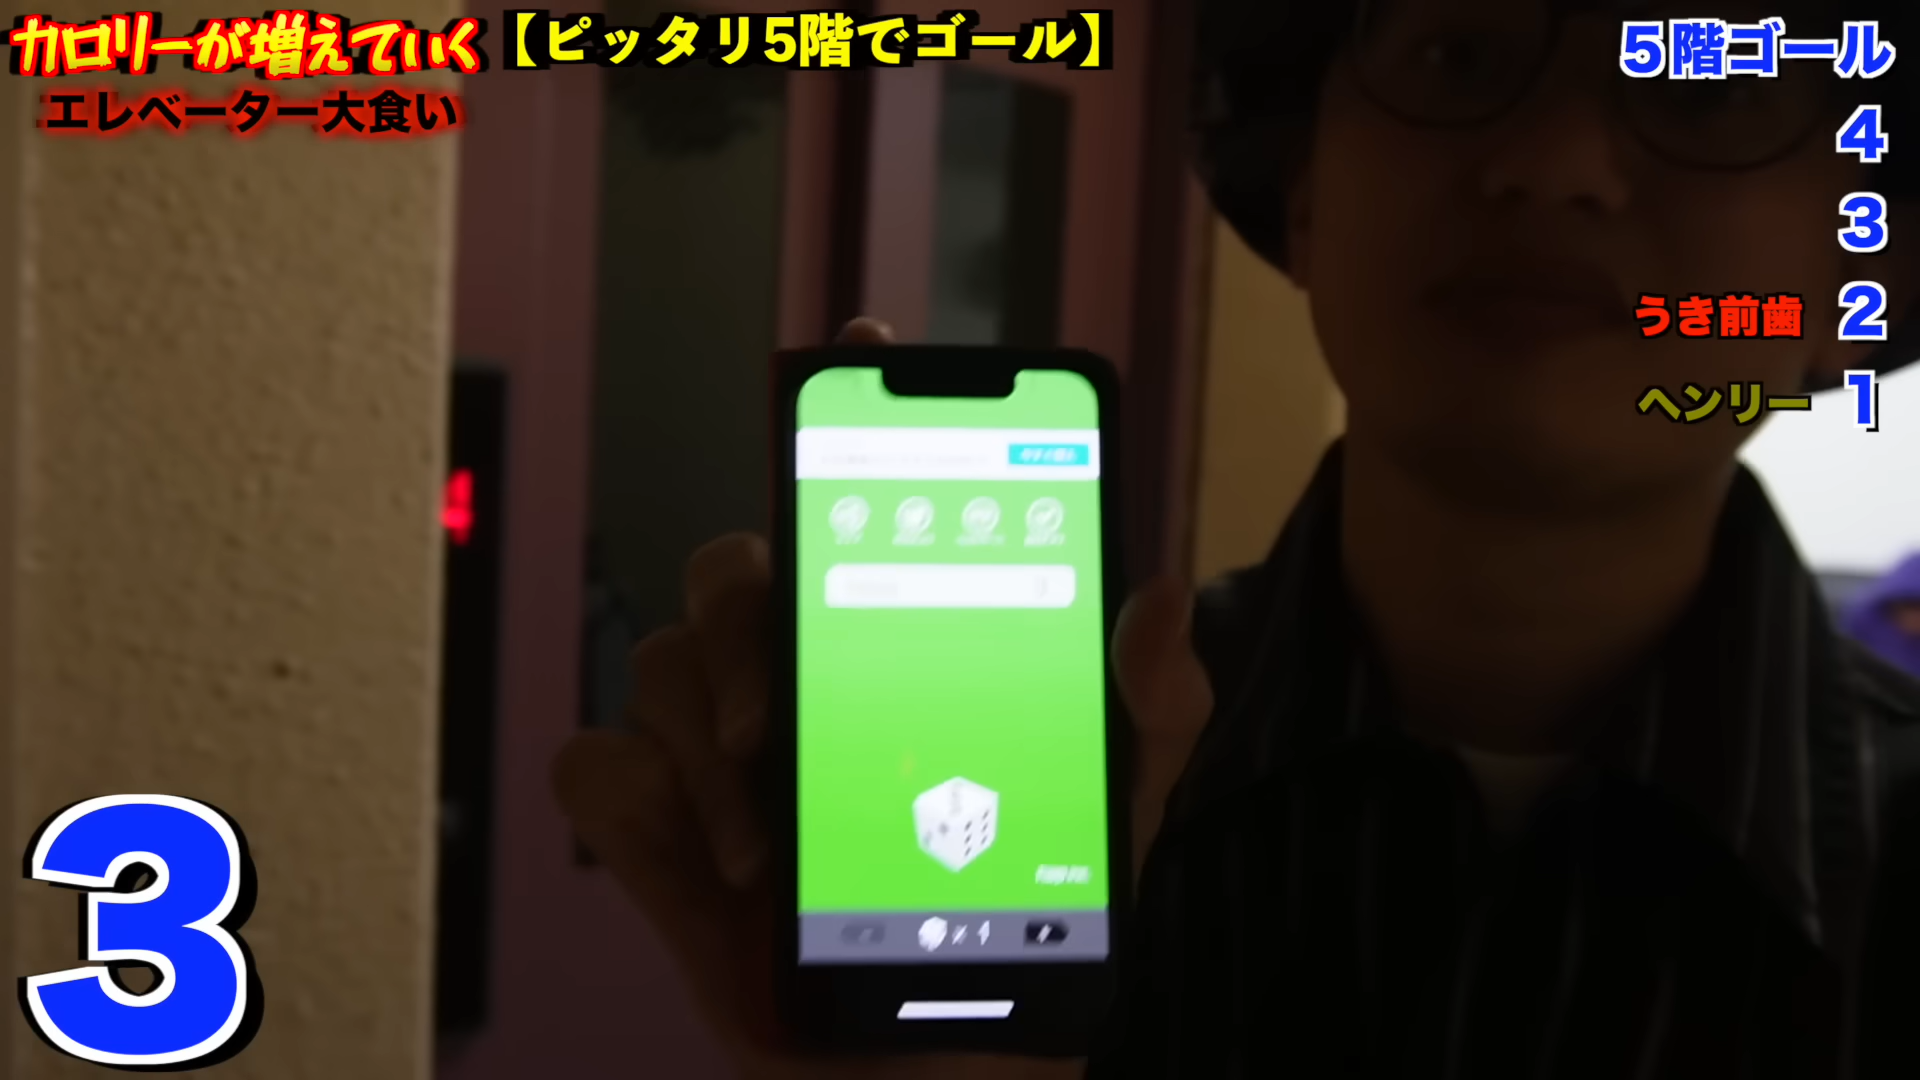 カロリーが増えていく
エレベーター大食い
【ピッタリ5階でゴール】
5階ゴール
4
3
うき前歯 2
ヘンリー 1
4
3